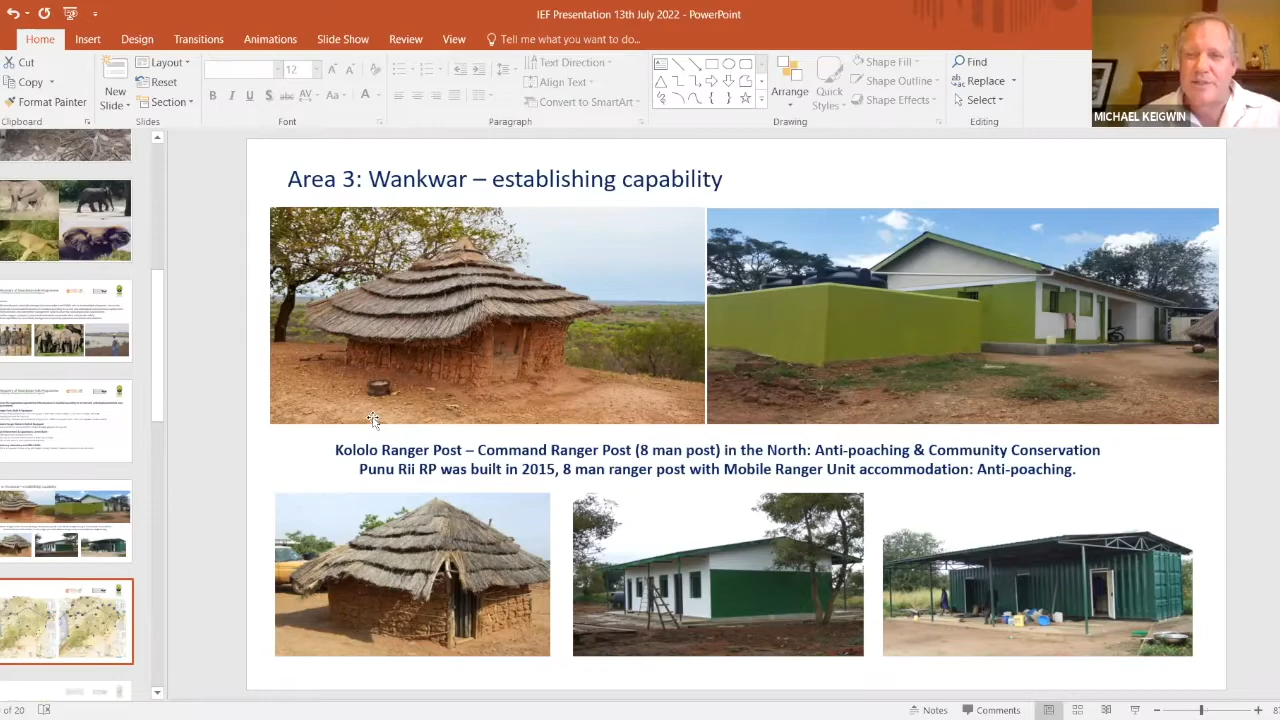 IEF Presentation 13th July 2022 - PowerPoint
Home Insert Design Transitions Animations Slide Show Review View Tell me what you want to do...
Cut
Copy
Format Painter
Clipboard
New
Slide
Layout
Reset
Section
Slides
12
B I U S abc AV Aa A
Font
Text Direction
Align Text
Convert to SmartArt
Paragraph
Arrange
Quick
Styles
Shape Fill
Shape Outline
Shape Effects
Drawing
Find
Replace
Select
Editing
MICHAEL KEIGWIN
Area 3: Wankwar – establishing capability
Kololo Ranger Post – Command Ranger Post (8 man post) in the North: Anti-poaching & Community Conservation
Punu Rii RP was built in 2015, 8 man ranger post with Mobile Ranger Unit accommodation: Anti-poaching.
of 20
Notes Comments